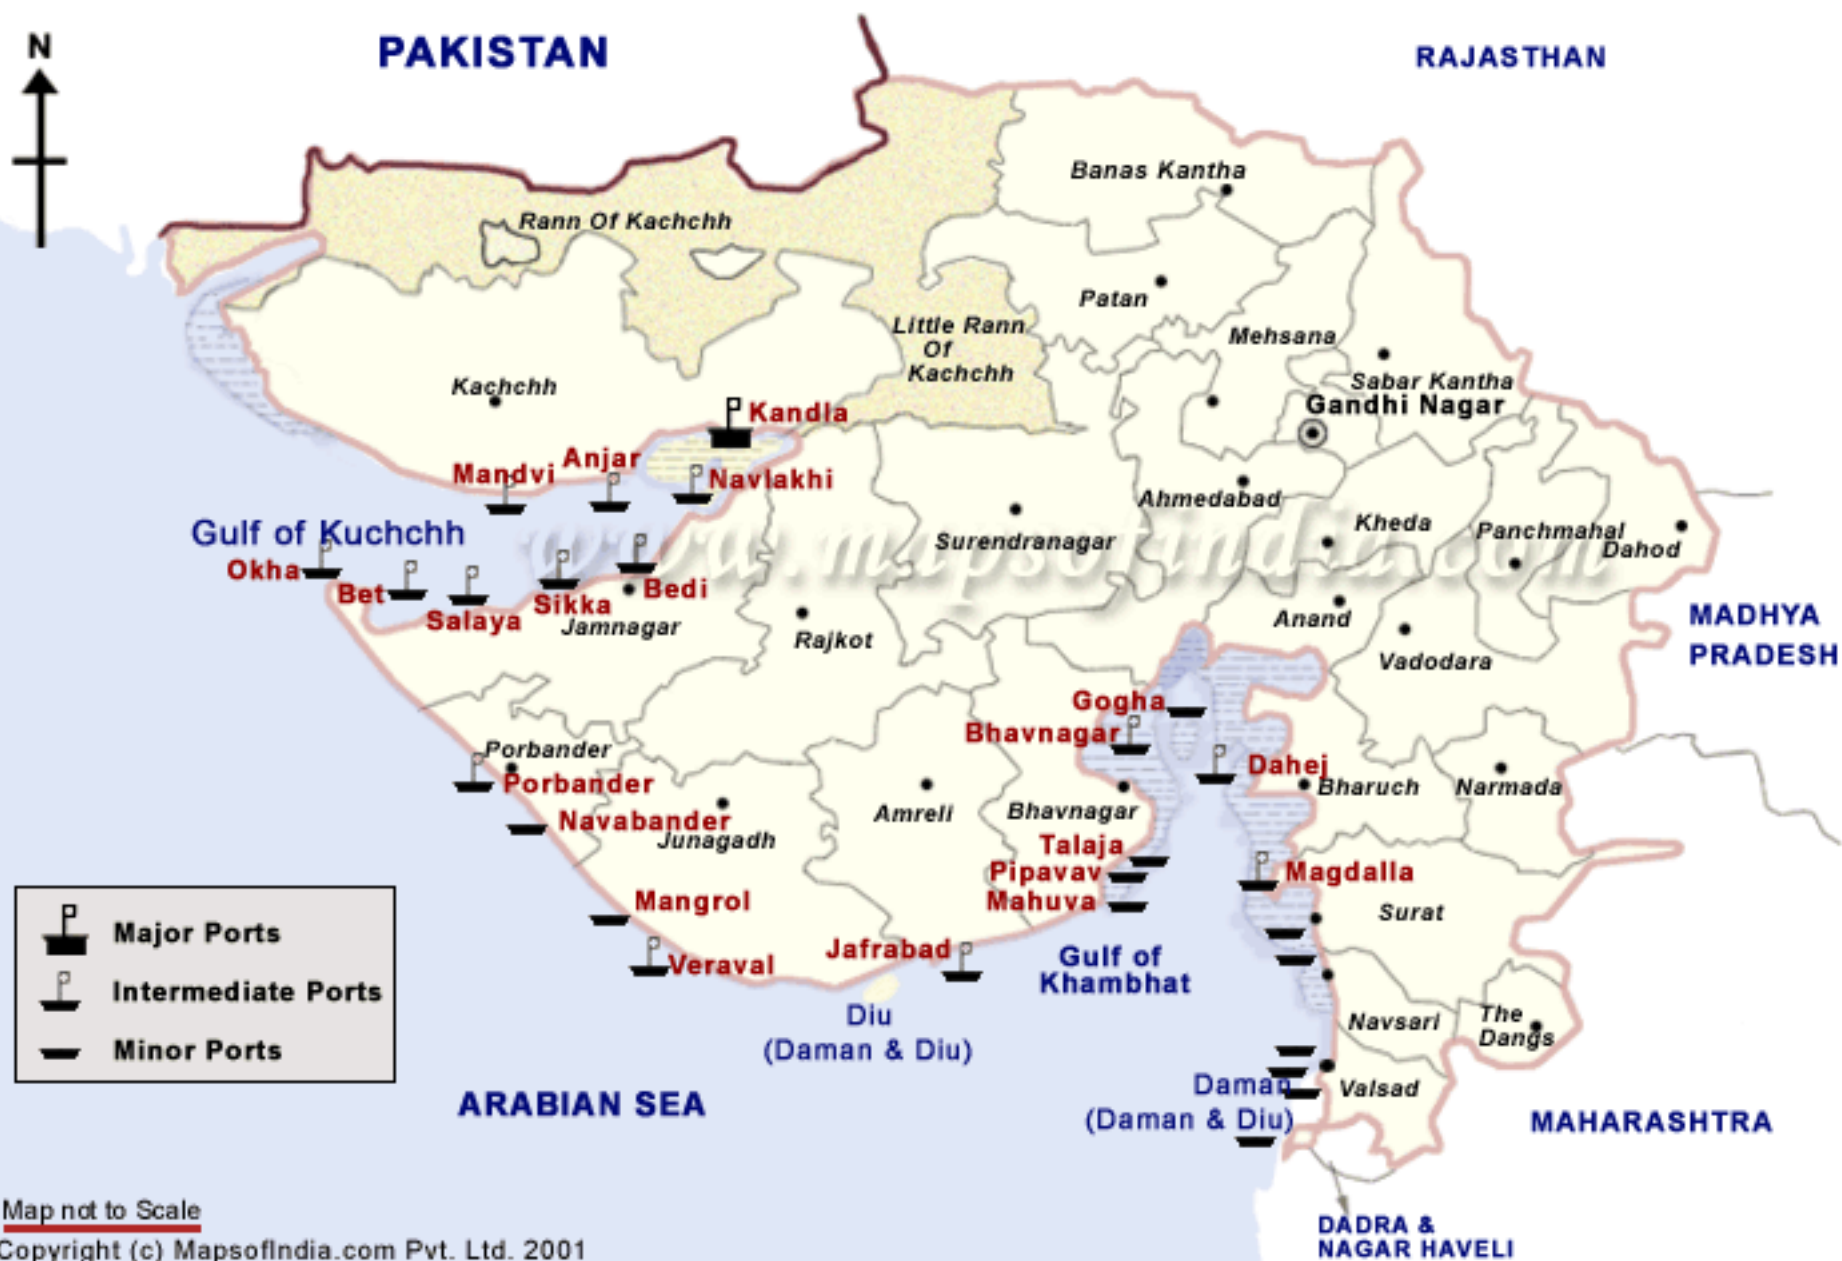 N
PAKISTAN
RAJASTHAN
Banas Kantha
Rann Of Kachchh
Patan
Little Rann
Of
Kachchh
Mehsana
Sabar Kantha
Gandhi Nagar
Kachchh
Kandla
Anjar
Mandvi
Navlakhi
Gulf of Kuchchh
Okha
Bet
Salaya
Sikka
Bedi
Jamnagar
Rajkot
Surendranagar
Ahmedabad
Kheda
Panchmahal
Dahod
www.mapsofindia.com
Anand
Vadodara
MADHYA
PRADESH
Gogha
Bhavnagar
Porbander
Porbander
Navabander
Junagadh
Amreli
Bhavnagar
Dahej
Bharuch
Narmada
Talaja
Pipavav
Mahuva
Magdalla
Surat
Mangrol
Veraval
Jafrabad
Gulf of
Khambhat
Diu
(Daman & Diu)
Navsari
The
Dangs
Daman
(Daman & Diu)
Valsad
Major Ports
Intermediate Ports
Minor Ports
ARABIAN SEA
MAHARASHTRA
DADRA &
NAGAR HAVELI
Map not to Scale
Copyright (c) MapsofIndia.com Pvt. Ltd. 2001